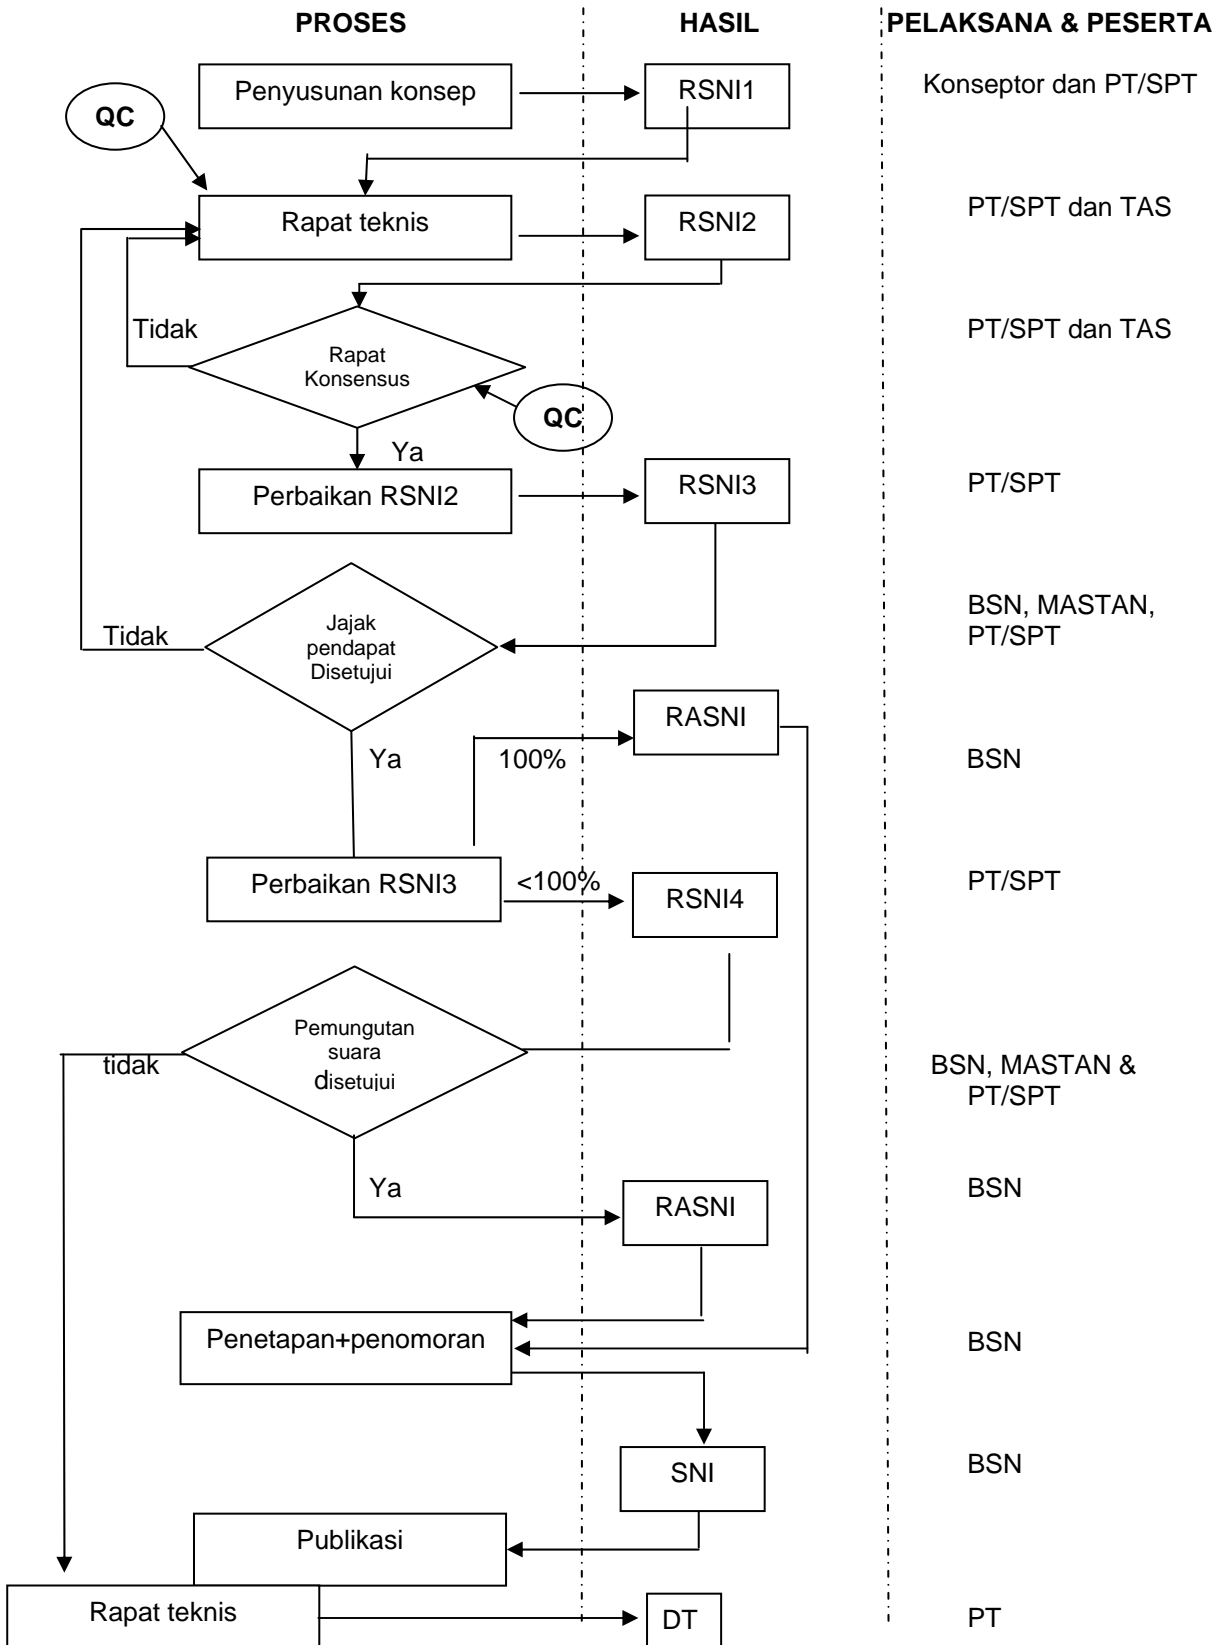 PROSES
HASIL
PELAKSANA & PESERTA
Penyusunan konsep
RSNI1
Konseptor dan PT/SPT
QC
Rapat teknis
RSNI2
PT/SPT dan TAS
Tidak
Rapat
Konsensus
PT/SPT dan TAS
QC
Ya
Perbaikan RSNI2
RSNI3
PT/SPT
Tidak
Jajak
pendapat
Disetujui
BSN, MASTAN,
PT/SPT
RASNI
Ya
100%
BSN
Perbaikan RSNI3
<100%
RSNI4
PT/SPT
tidak
Pemungutan
suara
disetujui
BSN, MASTAN &
PT/SPT
Ya
RASNI
BSN
Penetapan+penomoran
BSN
SNI
BSN
Publikasi
Rapat teknis
DT
PT